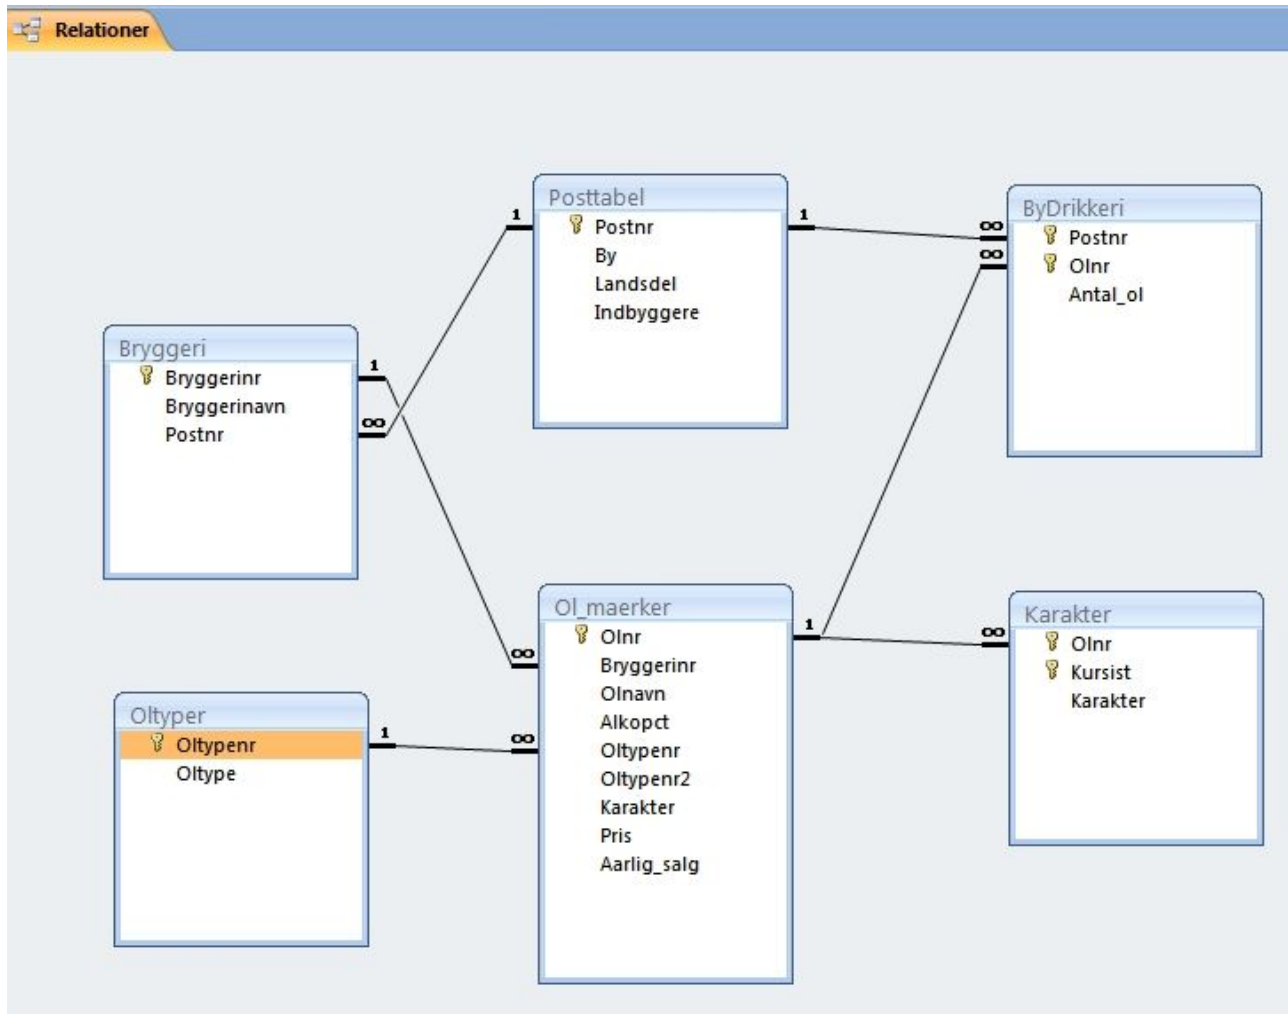 Relationer
Posttabel
Postnr
By
Landsdel
Indbyggere
1
1
ByDrikkeri
Postnr
Olnr
Antal_ol
∞
∞
Bryggeri
Bryggerinr
Bryggerinavn
Postnr
1
∞
Ol_maerker
Olnr
Bryggerinr
Olnavn
Alkopct
Oltypenr
Oltypenr2
Karakter
Pris
Aarlig_salg
∞
∞
1
Karakter
Olnr
Kursist
Karakter
∞
Oltyper
Oltypenr
Oltype
1